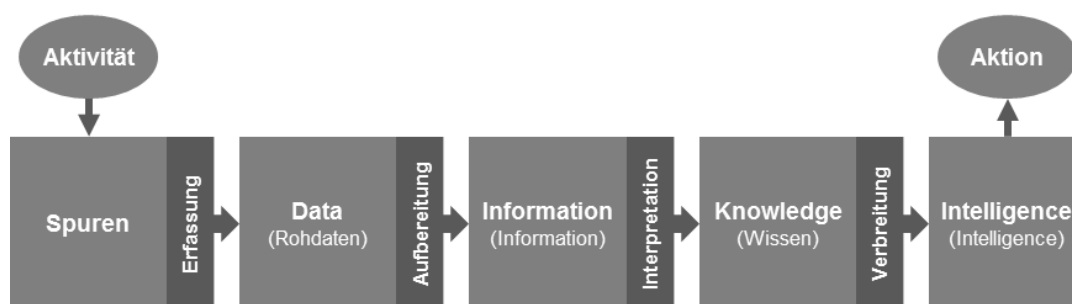 Aktivität
Aktion
Spuren
Erfassung
Data
(Rohdaten)
Aufbereitung
Information
(Information)
Interpretation
Knowledge
(Wissen)
Verbreitung
Intelligence
(Intelligence)